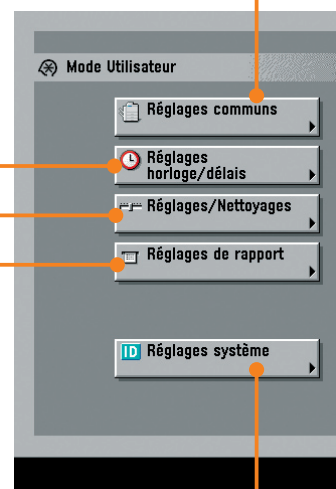 Mode Utilisateur
Réglages communs
Réglages
horloge/délais
Réglages/Nettoyages
Réglages de rapport
ID Réglages système